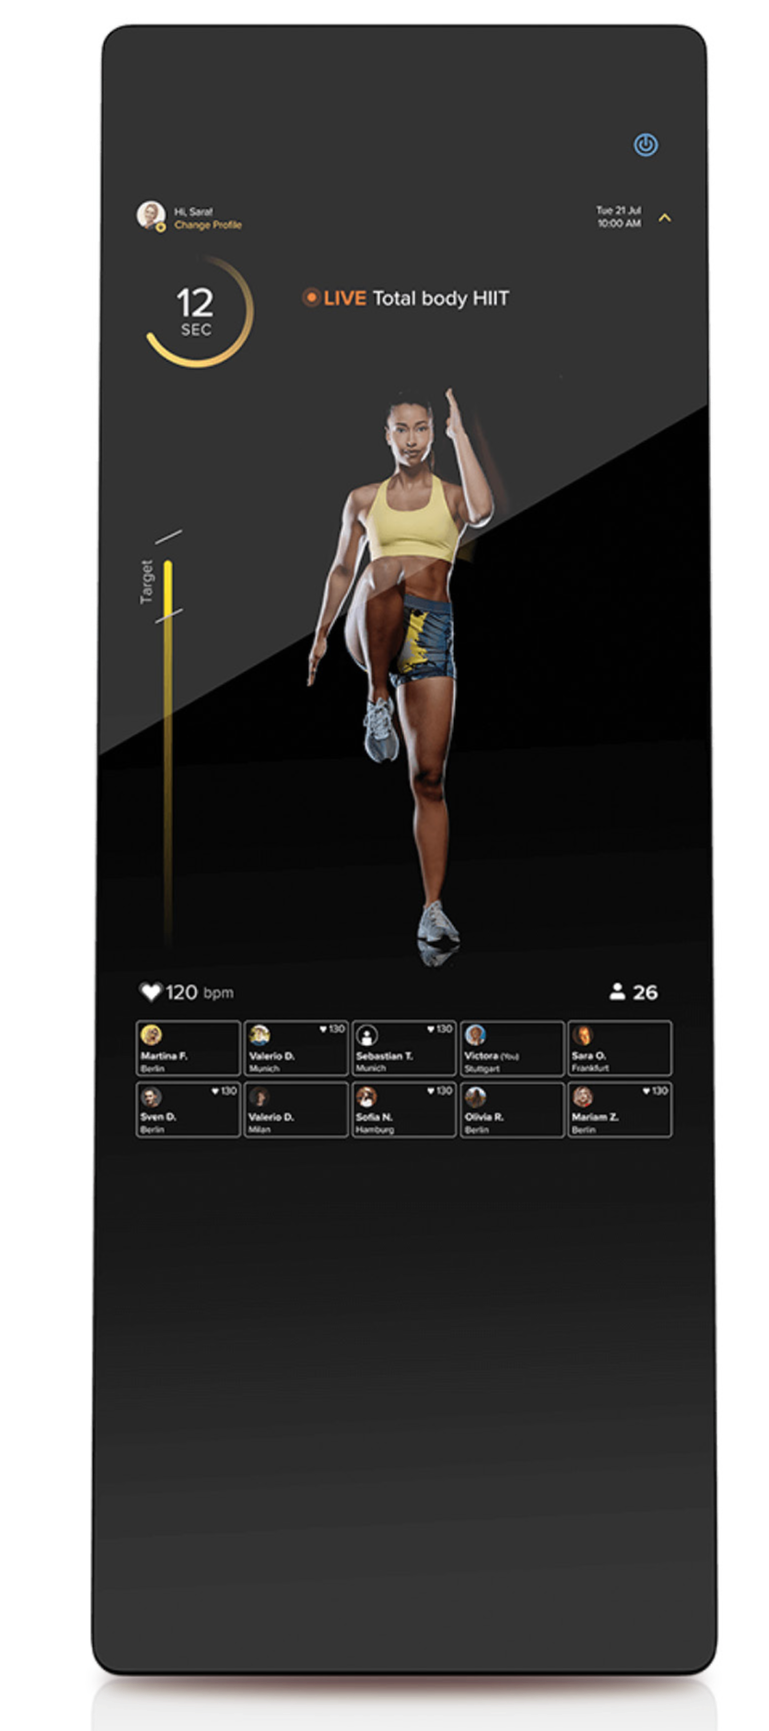 Hi, Sara!
Change Profile
Tue 21 Jul
10:00 AM
12
SEC
LIVE Total body HIIT
Target
120 bpm
26
Martina F.
Berlin
130
Valerio D.
Munich
130
Sebastian T.
Munich
Victora (You)
Stuttgart
Sara O.
Frankfurt
130
Sven D.
Berlin
Valerio D.
Milan
130
Sofia N.
Hamburg
Olivia R.
Berlin
130
Mariam Z.
Berlin